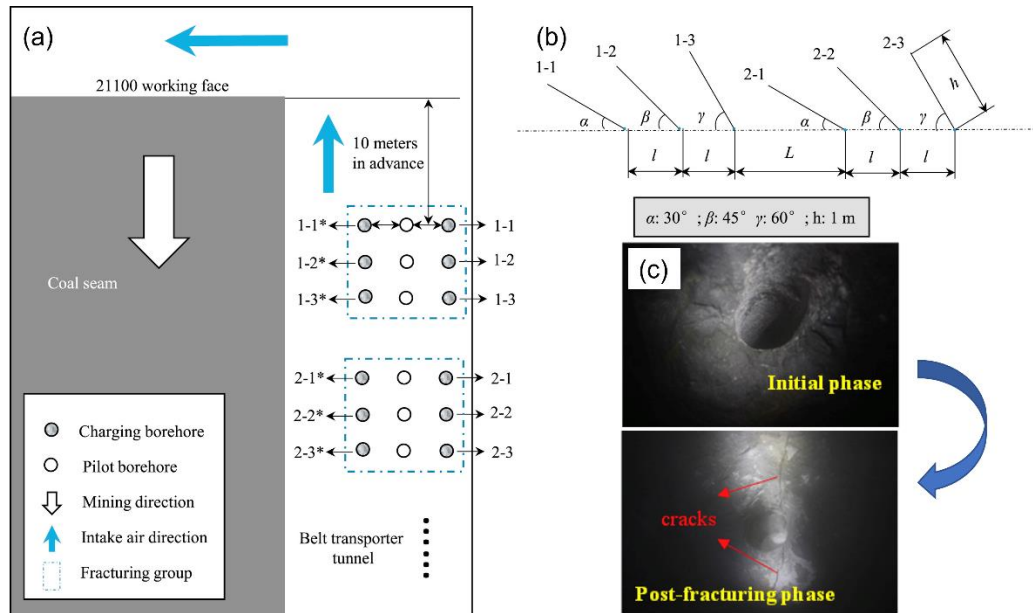 (a)
21100 working face
10 meters
in advance
1-1*
1-1
1-2*
1-2
1-3*
1-3
Coal seam
2-1*
2-1
2-2*
2-2
2-3*
2-3
Charging borehore
Pilot borehore
Mining direction
Intake air direction
Fracturing group
Belt transporter
tunnel
(b)
1-1
1-2
1-3
2-1
2-2
2-3
h
α
β
γ
α
β
γ
l
l
L
l
l
α: 30° ; β: 45° γ: 60° ; h: 1 m
(c)
Initial phase
cracks
Post-fracturing phase